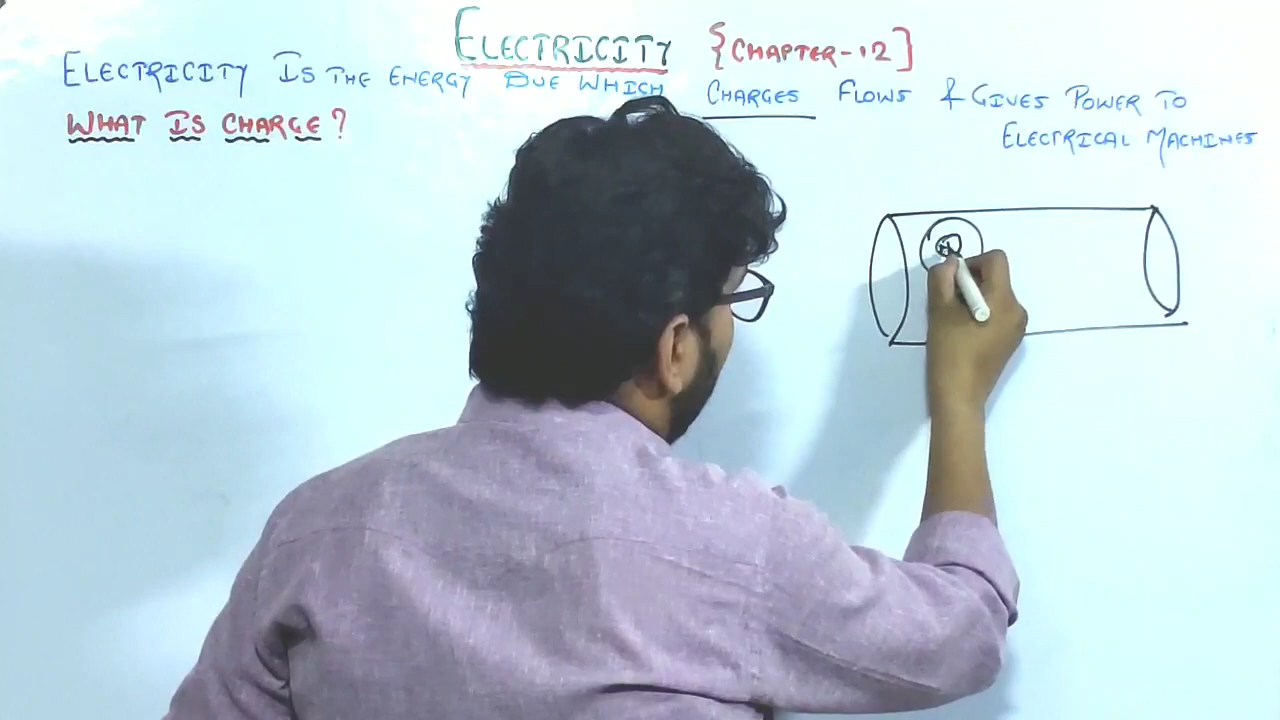 ELECTRICITY {CHAPTER-12]
ELECTRICITY IS THE ENERGY DUE WHICH CHARGES FLOWS & GIVES POWER TO
ELECTRICAL MACHINES
WHAT IS CHARGE?